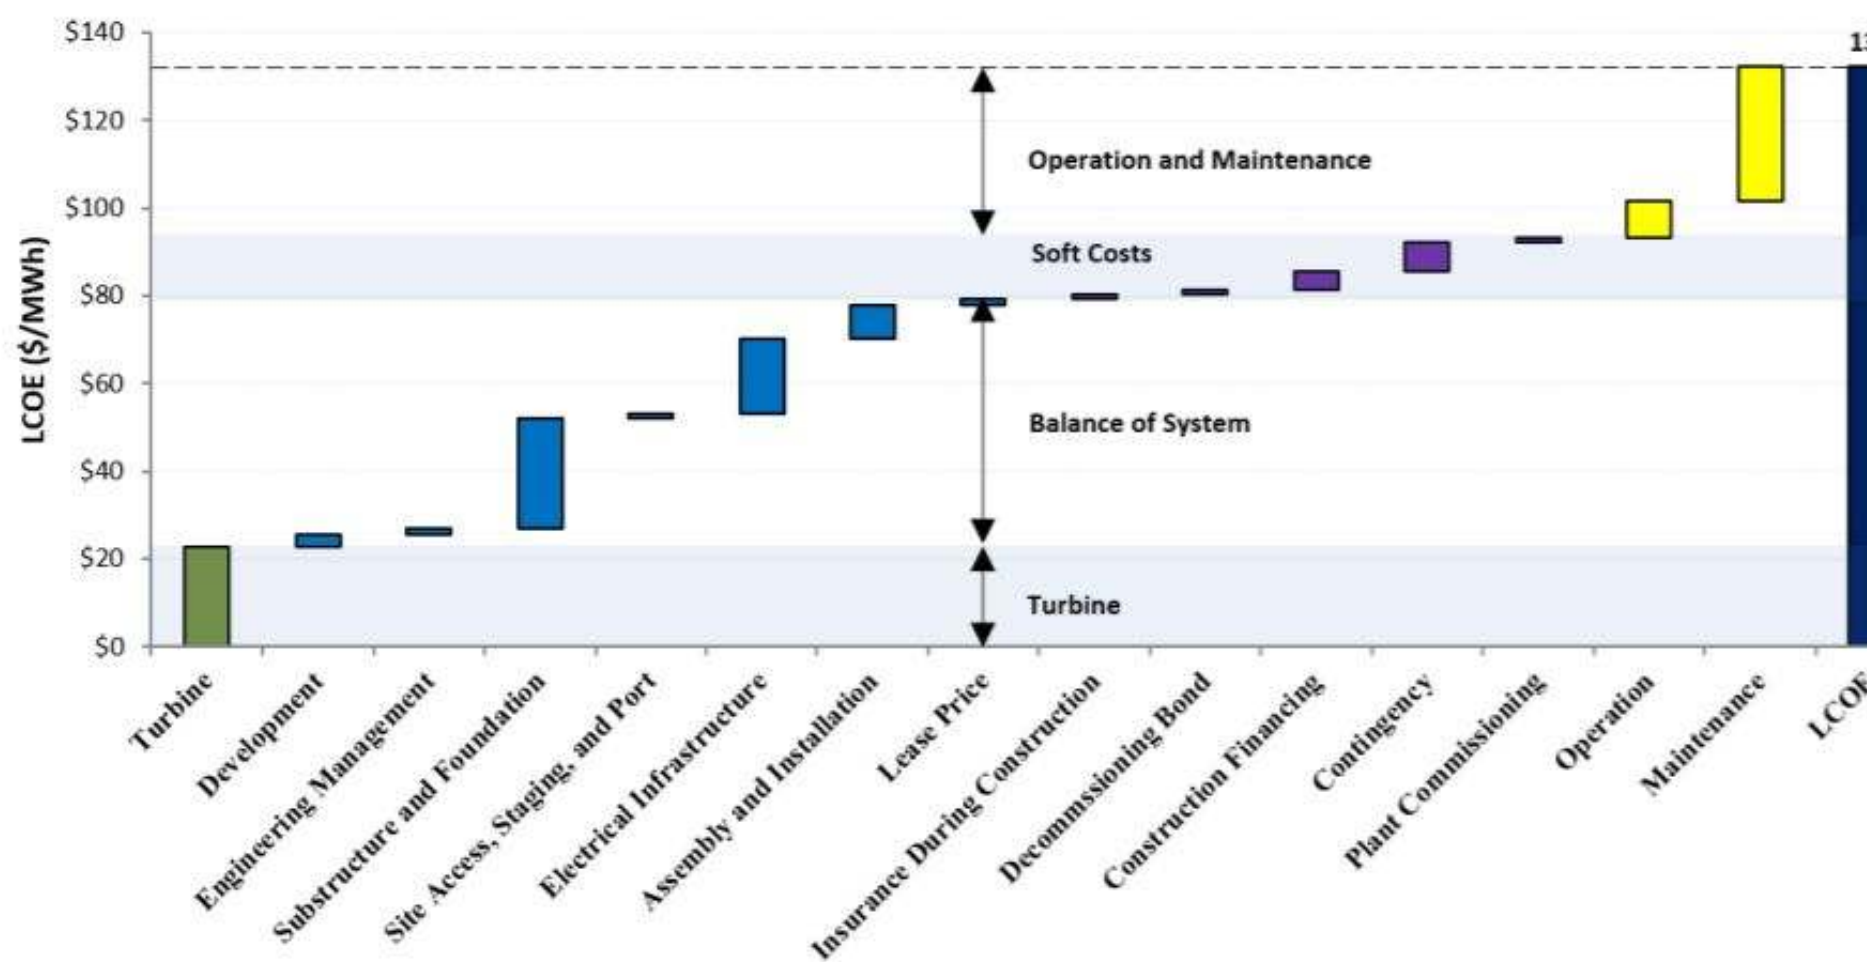 $140
$120
$100
$80
$60
$40
$20
$0
LCOE ($/MWh)
Operation and Maintenance
Soft Costs
Balance of System
Turbine
Turbine
Development
Engineering Management
Substructure and Foundation
Site Access, Staging, and Port
Electrical Infrastructure
Assembly and Installation
Lease Price
Insurance During Construction
Decommssioning Bond
Construction Financing
Contingency
Plant Commissioning
Operation
Maintenance
LCOE